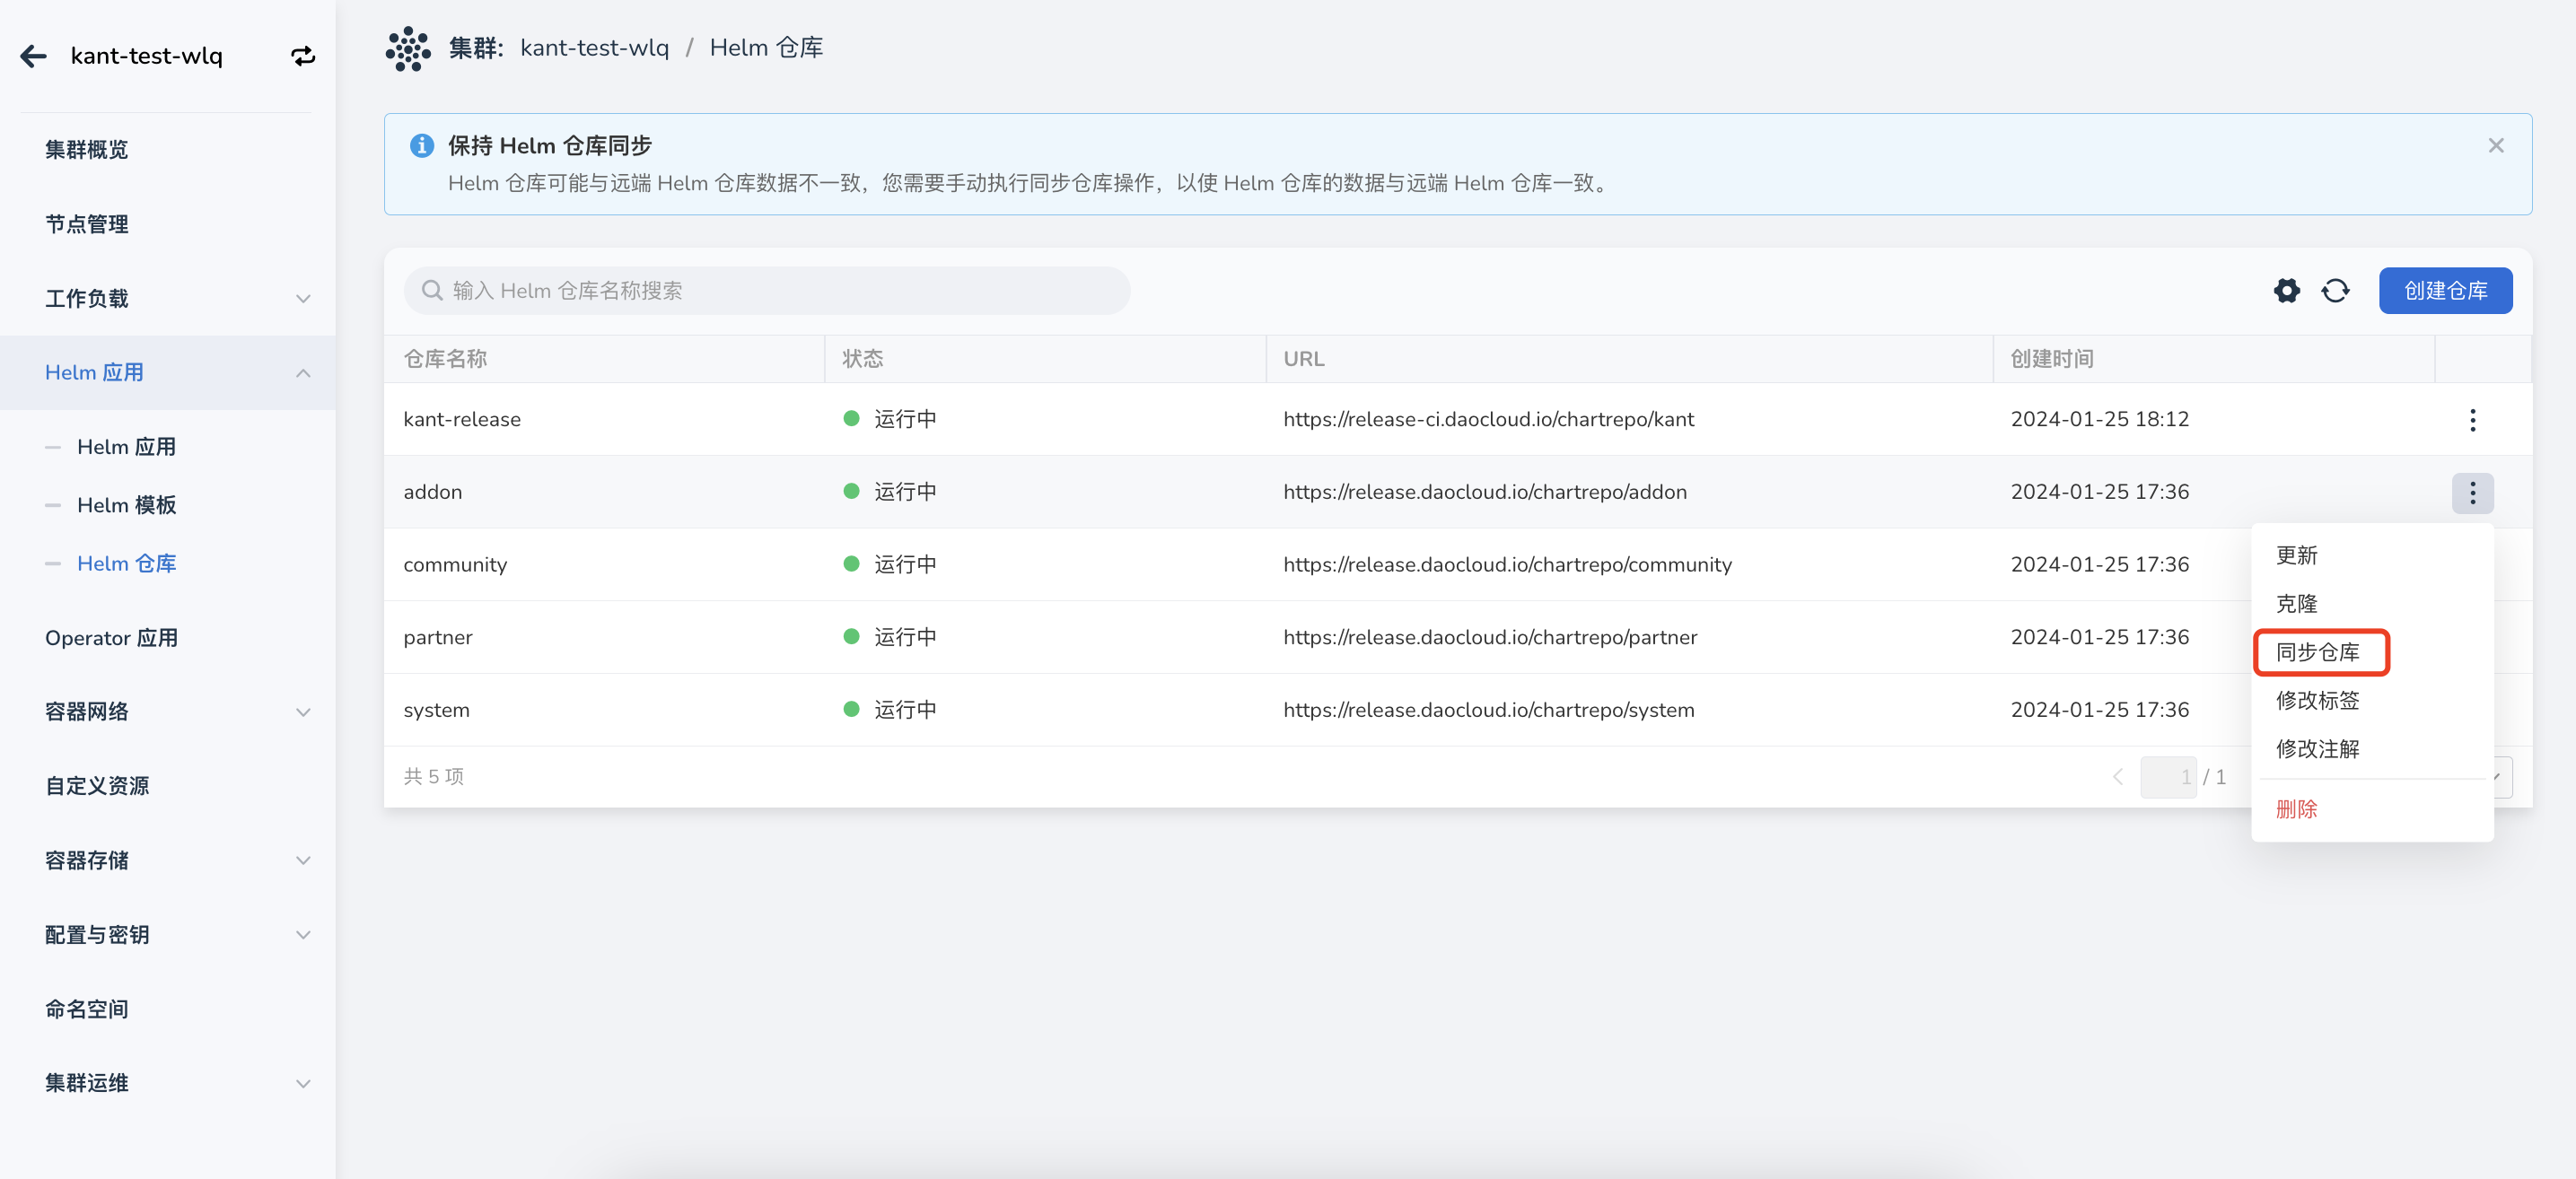 kant-test-wlq
集群概览
节点管理
工作负载
Helm 应用
Helm 应用
Helm 模板
Helm 仓库
Operator 应用
容器网络
自定义资源
容器存储
配置与密钥
命名空间
集群运维
集群: kant-test-wlq / Helm 仓库
保持 Helm 仓库同步
Helm 仓库可能与远端 Helm 仓库数据不一致，您需要手动执行同步仓库操作，以使 Helm 仓库的数据与远端 Helm 仓库一致。
输入 Helm 仓库名称搜索
创建仓库
仓库名称 状态 URL 创建时间
kant-release 运行中 https://release-ci.daocloud.io/chartrepo/kant 2024-01-25 18:12
addon 运行中 https://release.daocloud.io/chartrepo/addon 2024-01-25 17:36
community 运行中 https://release.daocloud.io/chartrepo/community 2024-01-25 17:36
partner 运行中 https://release.daocloud.io/chartrepo/partner 2024-01-25 17:36
system 运行中 https://release.daocloud.io/chartrepo/system 2024-01-25 17:36
共 5 项 1 / 1
更新
克隆
同步仓库
修改标签
修改注解
删除